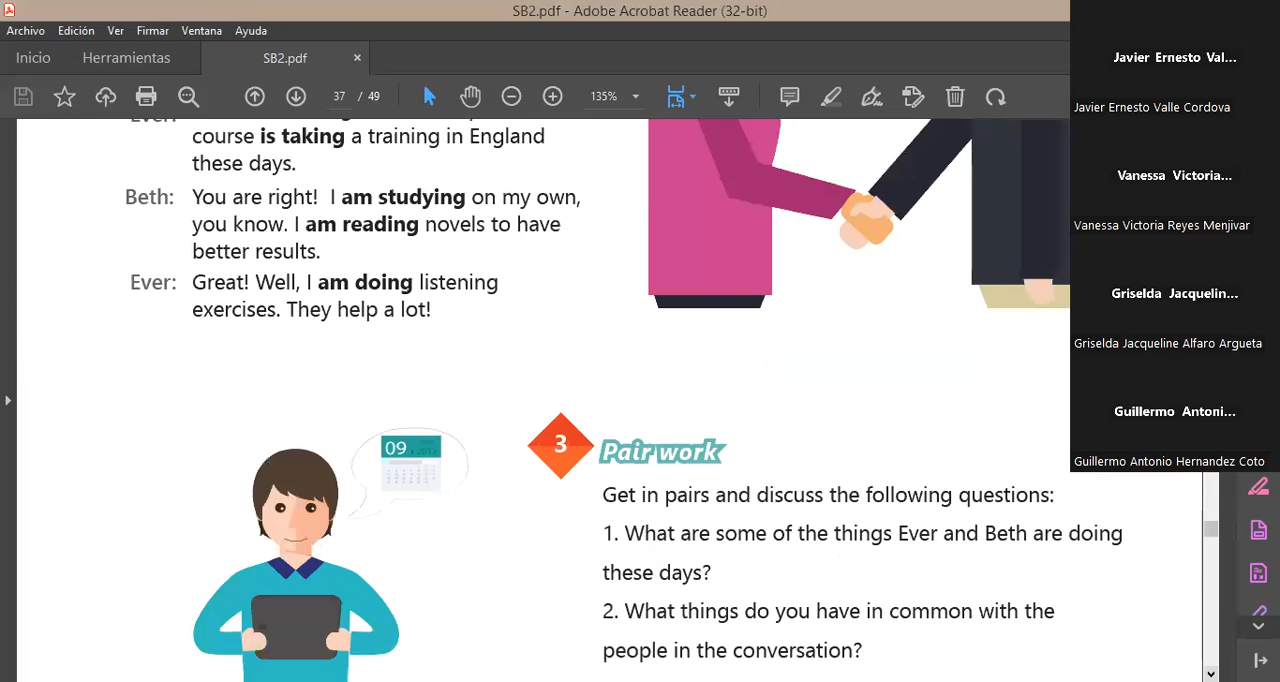 SB2.pdf - Adobe Acrobat Reader (32-bit)
Archivo Edición Ver Firmar Ventana Ayuda
Inicio Herramientas SB2.pdf ×
37 / 49 135%
Ever:
course is taking a training in England
these days.
Beth: You are right! I am studying on my own,
you know. I am reading novels to have
better results.
Ever: Great! Well, I am doing listening
exercises. They help a lot!
09
2017
3 Pair work
Get in pairs and discuss the following questions:
1. What are some of the things Ever and Beth are doing
these days?
2. What things do you have in common with the
people in the conversation?
Javier Ernesto Val...
Javier Ernesto Valle Cordova
Vanessa Victoria...
Vanessa Victoria Reyes Menjivar
Griselda Jacquelin...
Griselda Jacqueline Alfaro Argueta
Guillermo Antoni...
Guillermo Antonio Hernandez Coto